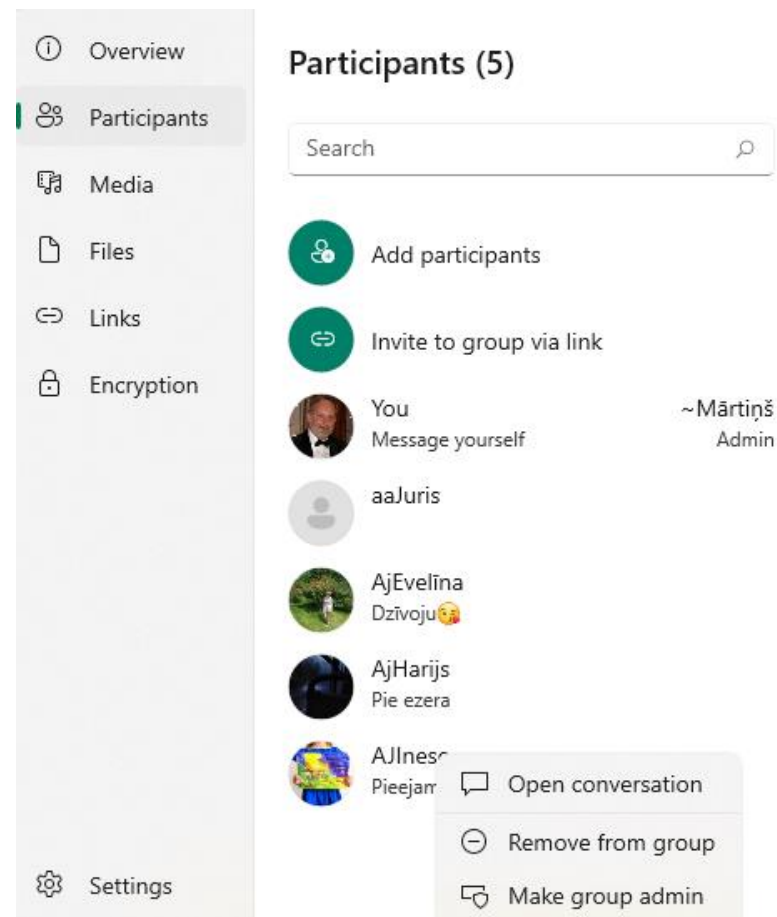 Overview
Participants
Media
Files
Links
Encryption
Settings
Participants (5)
Search
Add participants
Invite to group via link
You ~Mārtiņš
Message yourself Admin
aaJuris
AjEvelīna
Dzīvoju😘
AjHarijs
Pie ezera
Open conversation
Remove from group
Make group admin